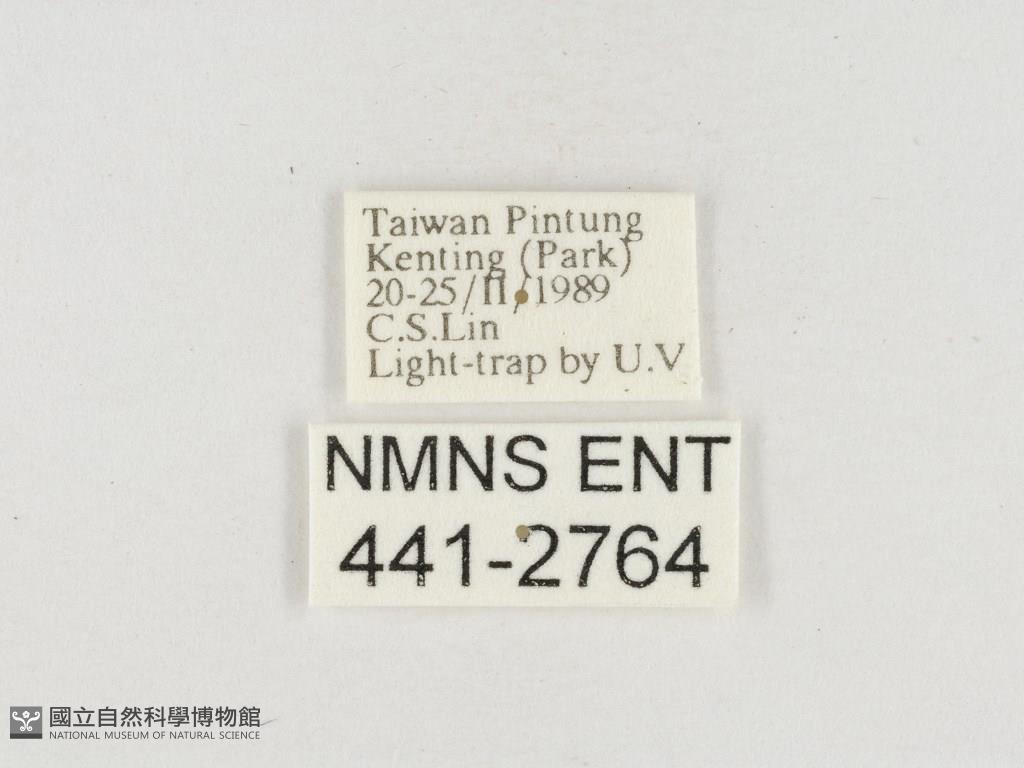 Taiwan Pintung
Kenting (Park)
20-25/II/1989
C.S.Lin
Light-trap by U.V
NMNS ENT
441-2764
國立自然科學博物館
NATIONAL MUSEUM OF NATURAL SCIENCE